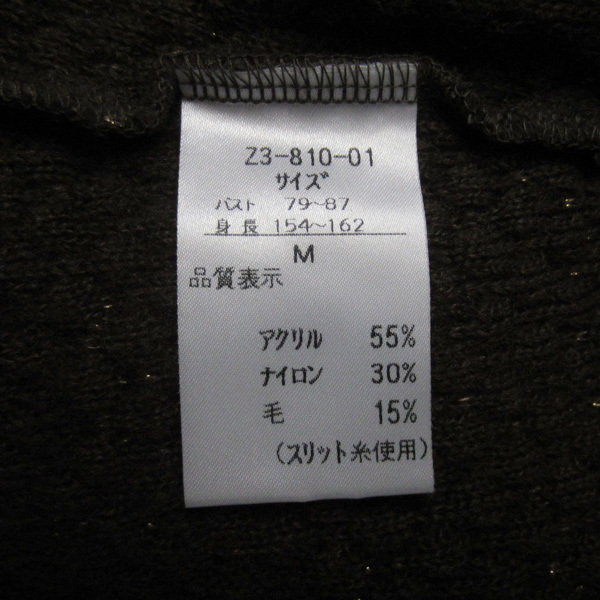 Z3-810-01
サイズ
バスト 79~87
身長 154~162
M
品質表示
アクリル 55%
ナイロン 30%
毛 15%
(スリット糸使用)